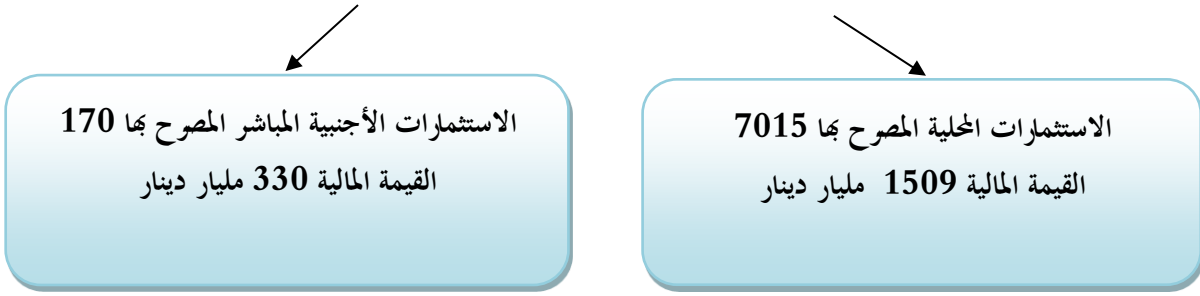 الاستثمارات المحلية المصرح بها 7015
القيمة المالية 1509 مليار دينار
الاستثمارات الأجنبية المباشر المصرح بها 170
القيمة المالية 330 مليار دينار